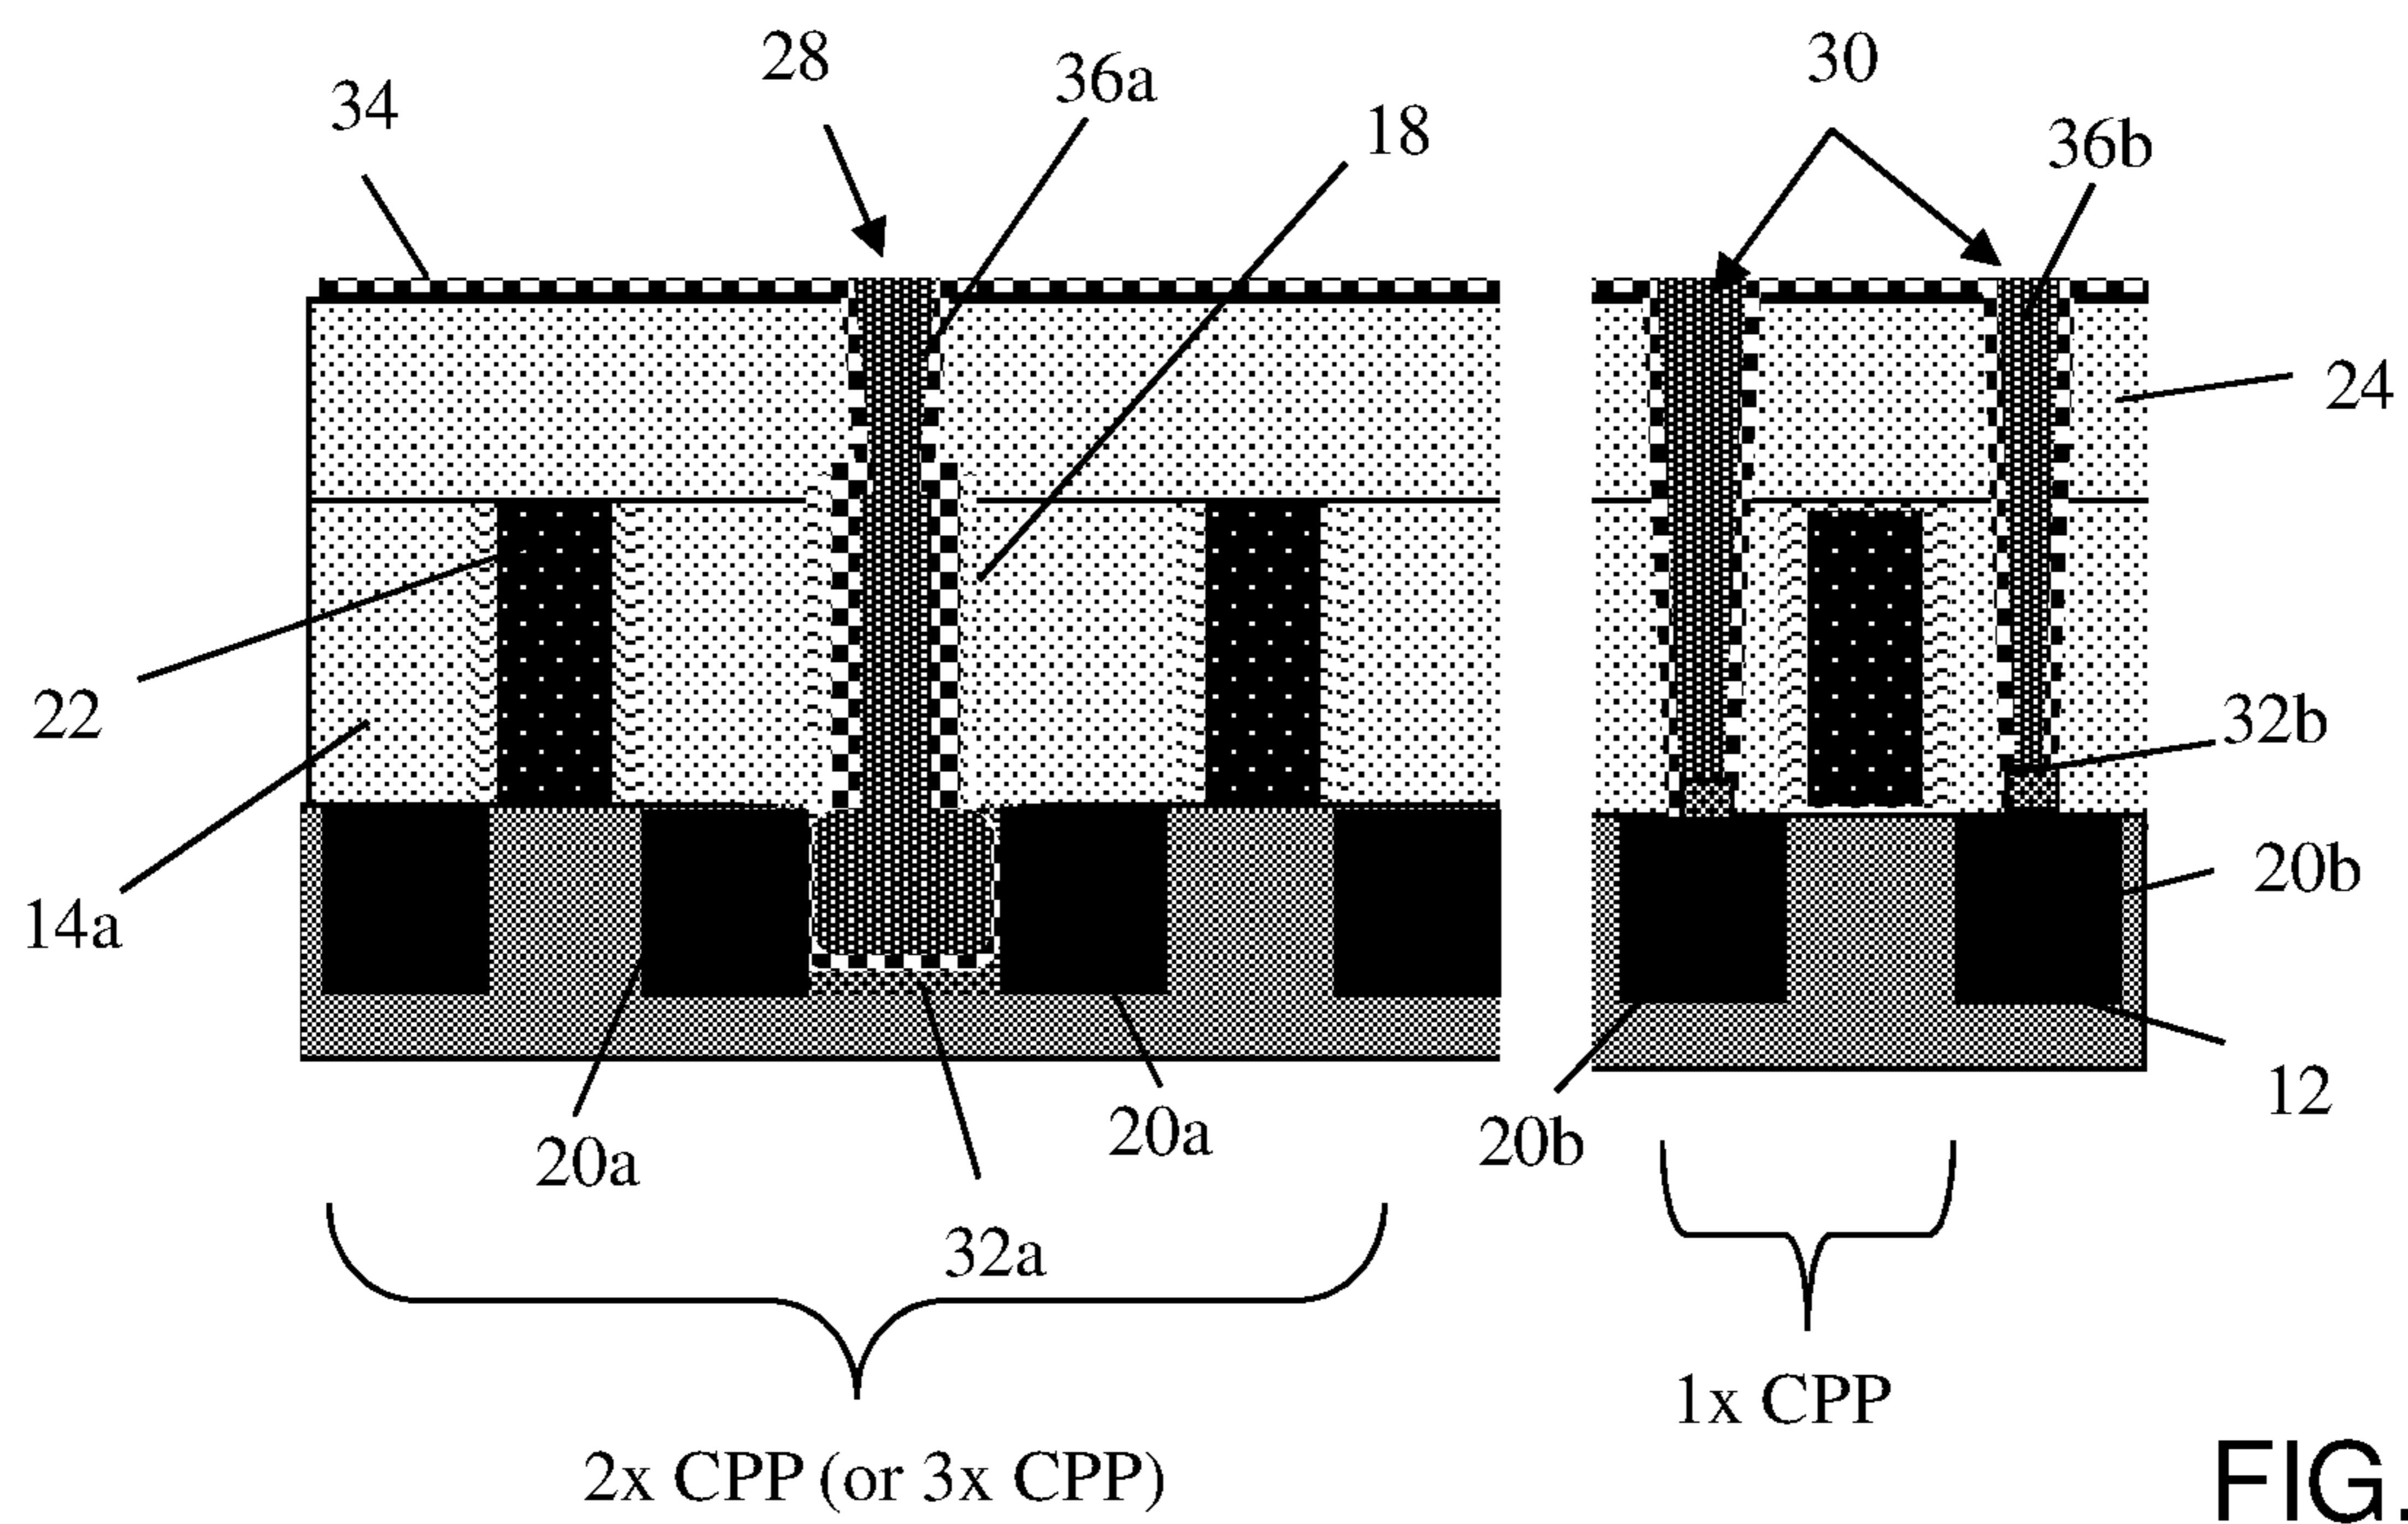 28
30
34
36a
18
36b
24
22
32b
14a
20b
12
20a
20a
20b
32a
1x CPP
2x CPP (or 3x CPP)
FIG.